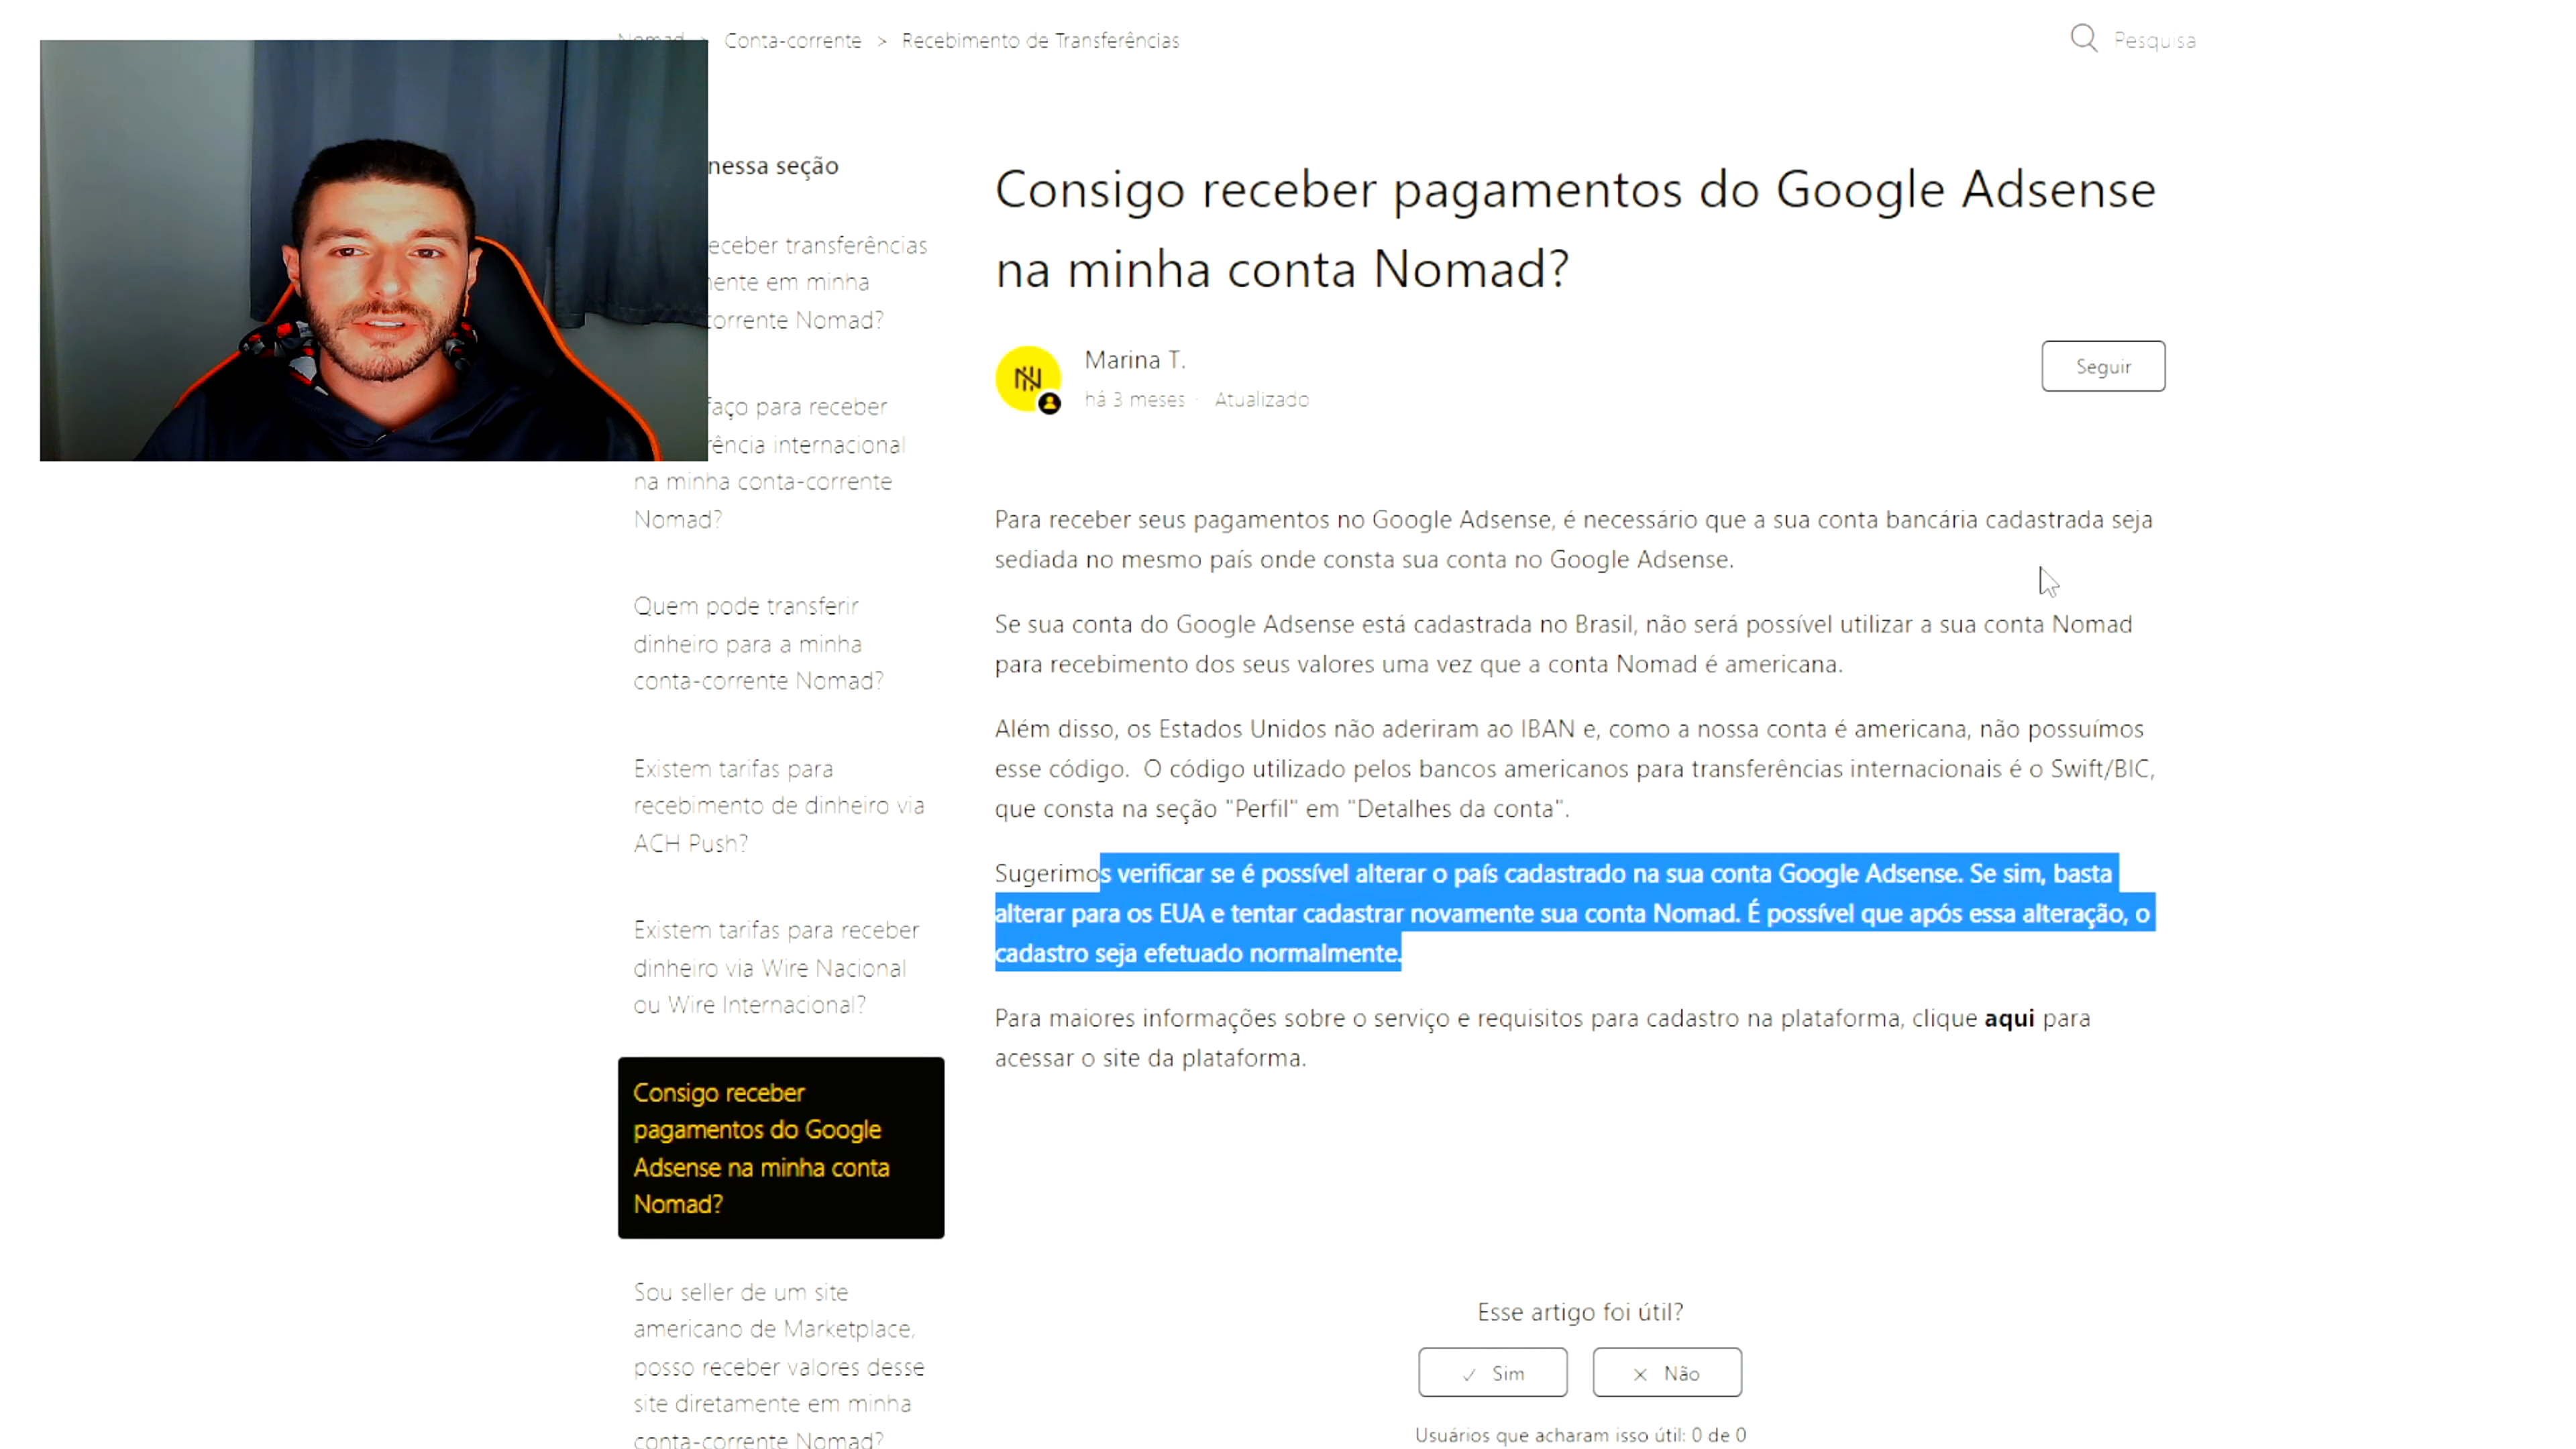 Conta-corrente > Recebimento de Transferências
Pesquisa
nessa seção
eceber transferências
ente em minha
corrente Nomad?
faço para receber
rência internacional
na minha conta-corrente
Nomad?
Quem pode transferir
dinheiro para a minha
conta-corrente Nomad?
Existem tarifas para
recebimento de dinheiro via
ACH Push?
Existem tarifas para receber
dinheiro via Wire Nacional
ou Wire Internacional?
Consigo receber
pagamentos do Google
Adsense na minha conta
Nomad?
Sou seller de um site
americano de Marketplace,
posso receber valores desse
site diretamente em minha
conta-corrente Nomad?
Consigo receber pagamentos do Google Adsense
na minha conta Nomad?
Marina T.
há 3 meses · Atualizado
Seguir
Para receber seus pagamentos no Google Adsense, é necessário que a sua conta bancária cadastrada seja
sediada no mesmo país onde consta sua conta no Google Adsense.
Se sua conta do Google Adsense está cadastrada no Brasil, não será possível utilizar a sua conta Nomad
para recebimento dos seus valores uma vez que a conta Nomad é americana.
Além disso, os Estados Unidos não aderiram ao IBAN e, como a nossa conta é americana, não possuímos
esse código. O código utilizado pelos bancos americanos para transferências internacionais é o Swift/BIC,
que consta na seção "Perfil" em "Detalhes da conta".
Sugerimos verificar se é possível alterar o país cadastrado na sua conta Google Adsense. Se sim, basta
alterar para os EUA e tentar cadastrar novamente sua conta Nomad. É possível que após essa alteração, o
cadastro seja efetuado normalmente.
Para maiores informações sobre o serviço e requisitos para cadastro na plataforma, clique aqui para
acessar o site da plataforma.
Esse artigo foi útil?
Sim
Não
Usuários que acharam isso útil: 0 de 0